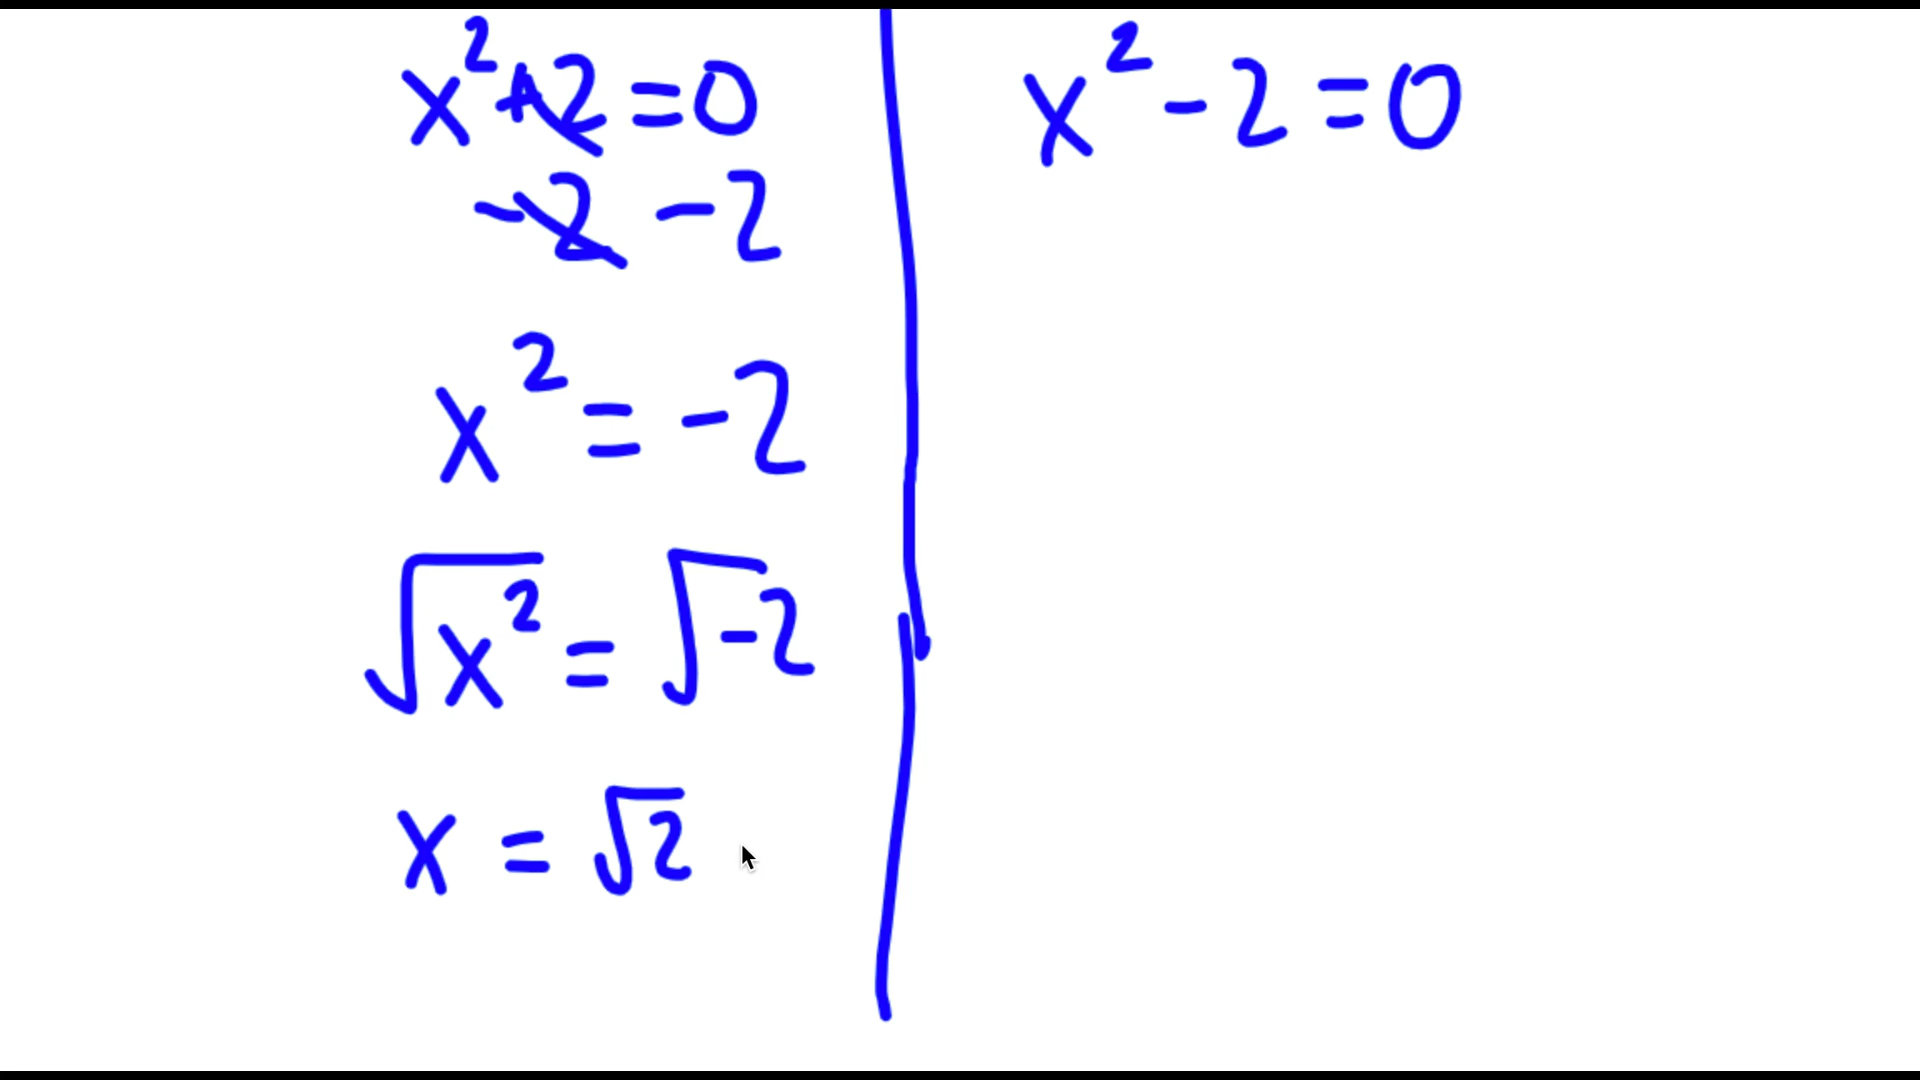 x²+2=0
-2 -2
x²=-2
√x²=√-2
x=√2
x²-2=0